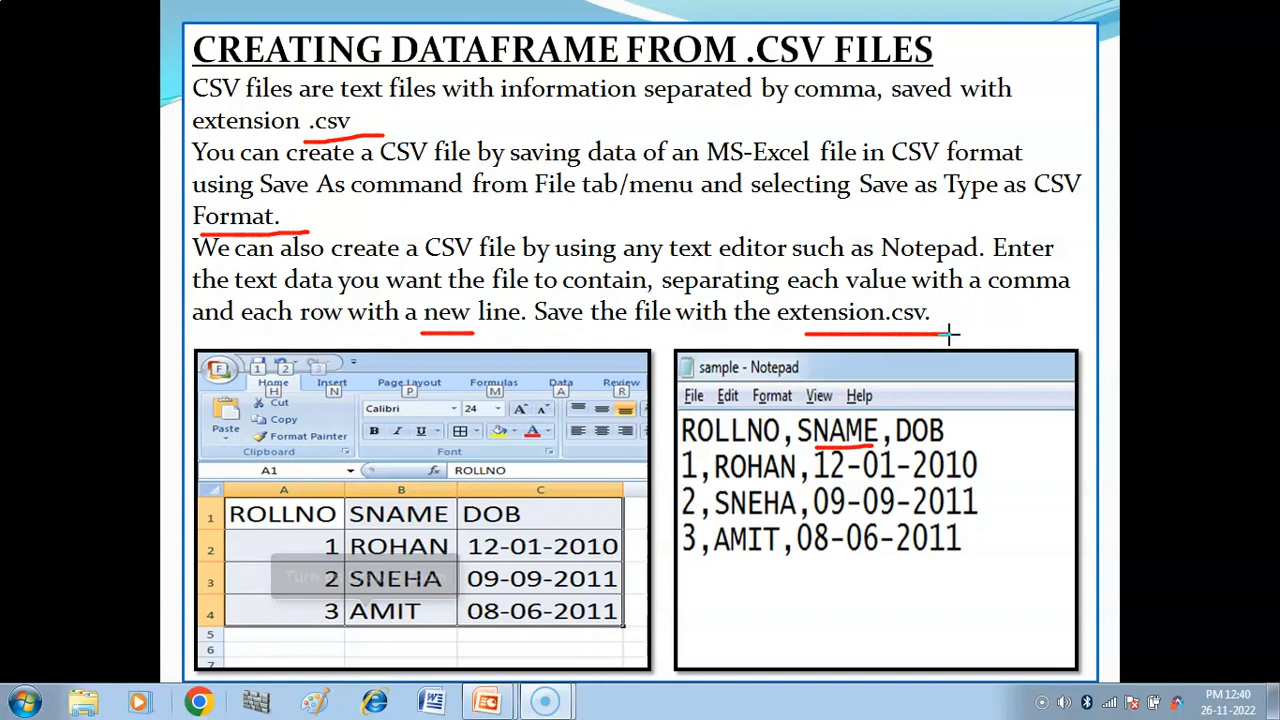 CREATING DATAFRAME FROM .CSV FILES
CSV files are text files with information separated by comma, saved with
extension .csv
You can create a CSV file by saving data of an MS-Excel file in CSV format
using Save As command from File tab/menu and selecting Save as Type as CSV
Format.
We can also create a CSV file by using any text editor such as Notepad. Enter
the text data you want the file to contain, separating each value with a comma
and each row with a new line. Save the file with the extension.csv.
F 1 2 3
Home Insert Page Layout Formulas Data Review
H N P M A R
Cut
Copy
Format Painter
Paste
Clipboard
Calibri 24 A A
B I U A
Font
A1 fx ROLLNO
A B C
1 ROLLNO SNAME DOB
2 1 ROHAN 12-01-2010
3 2 SNEHA 09-09-2011
4 3 AMIT 08-06-2011
5
6
7
sample - Notepad
File Edit Format View Help
ROLLNO,SNAME,DOB
1,ROHAN,12-01-2010
2,SNEHA,09-09-2011
3,AMIT,08-06-2011
PM 12:40
26-11-2022